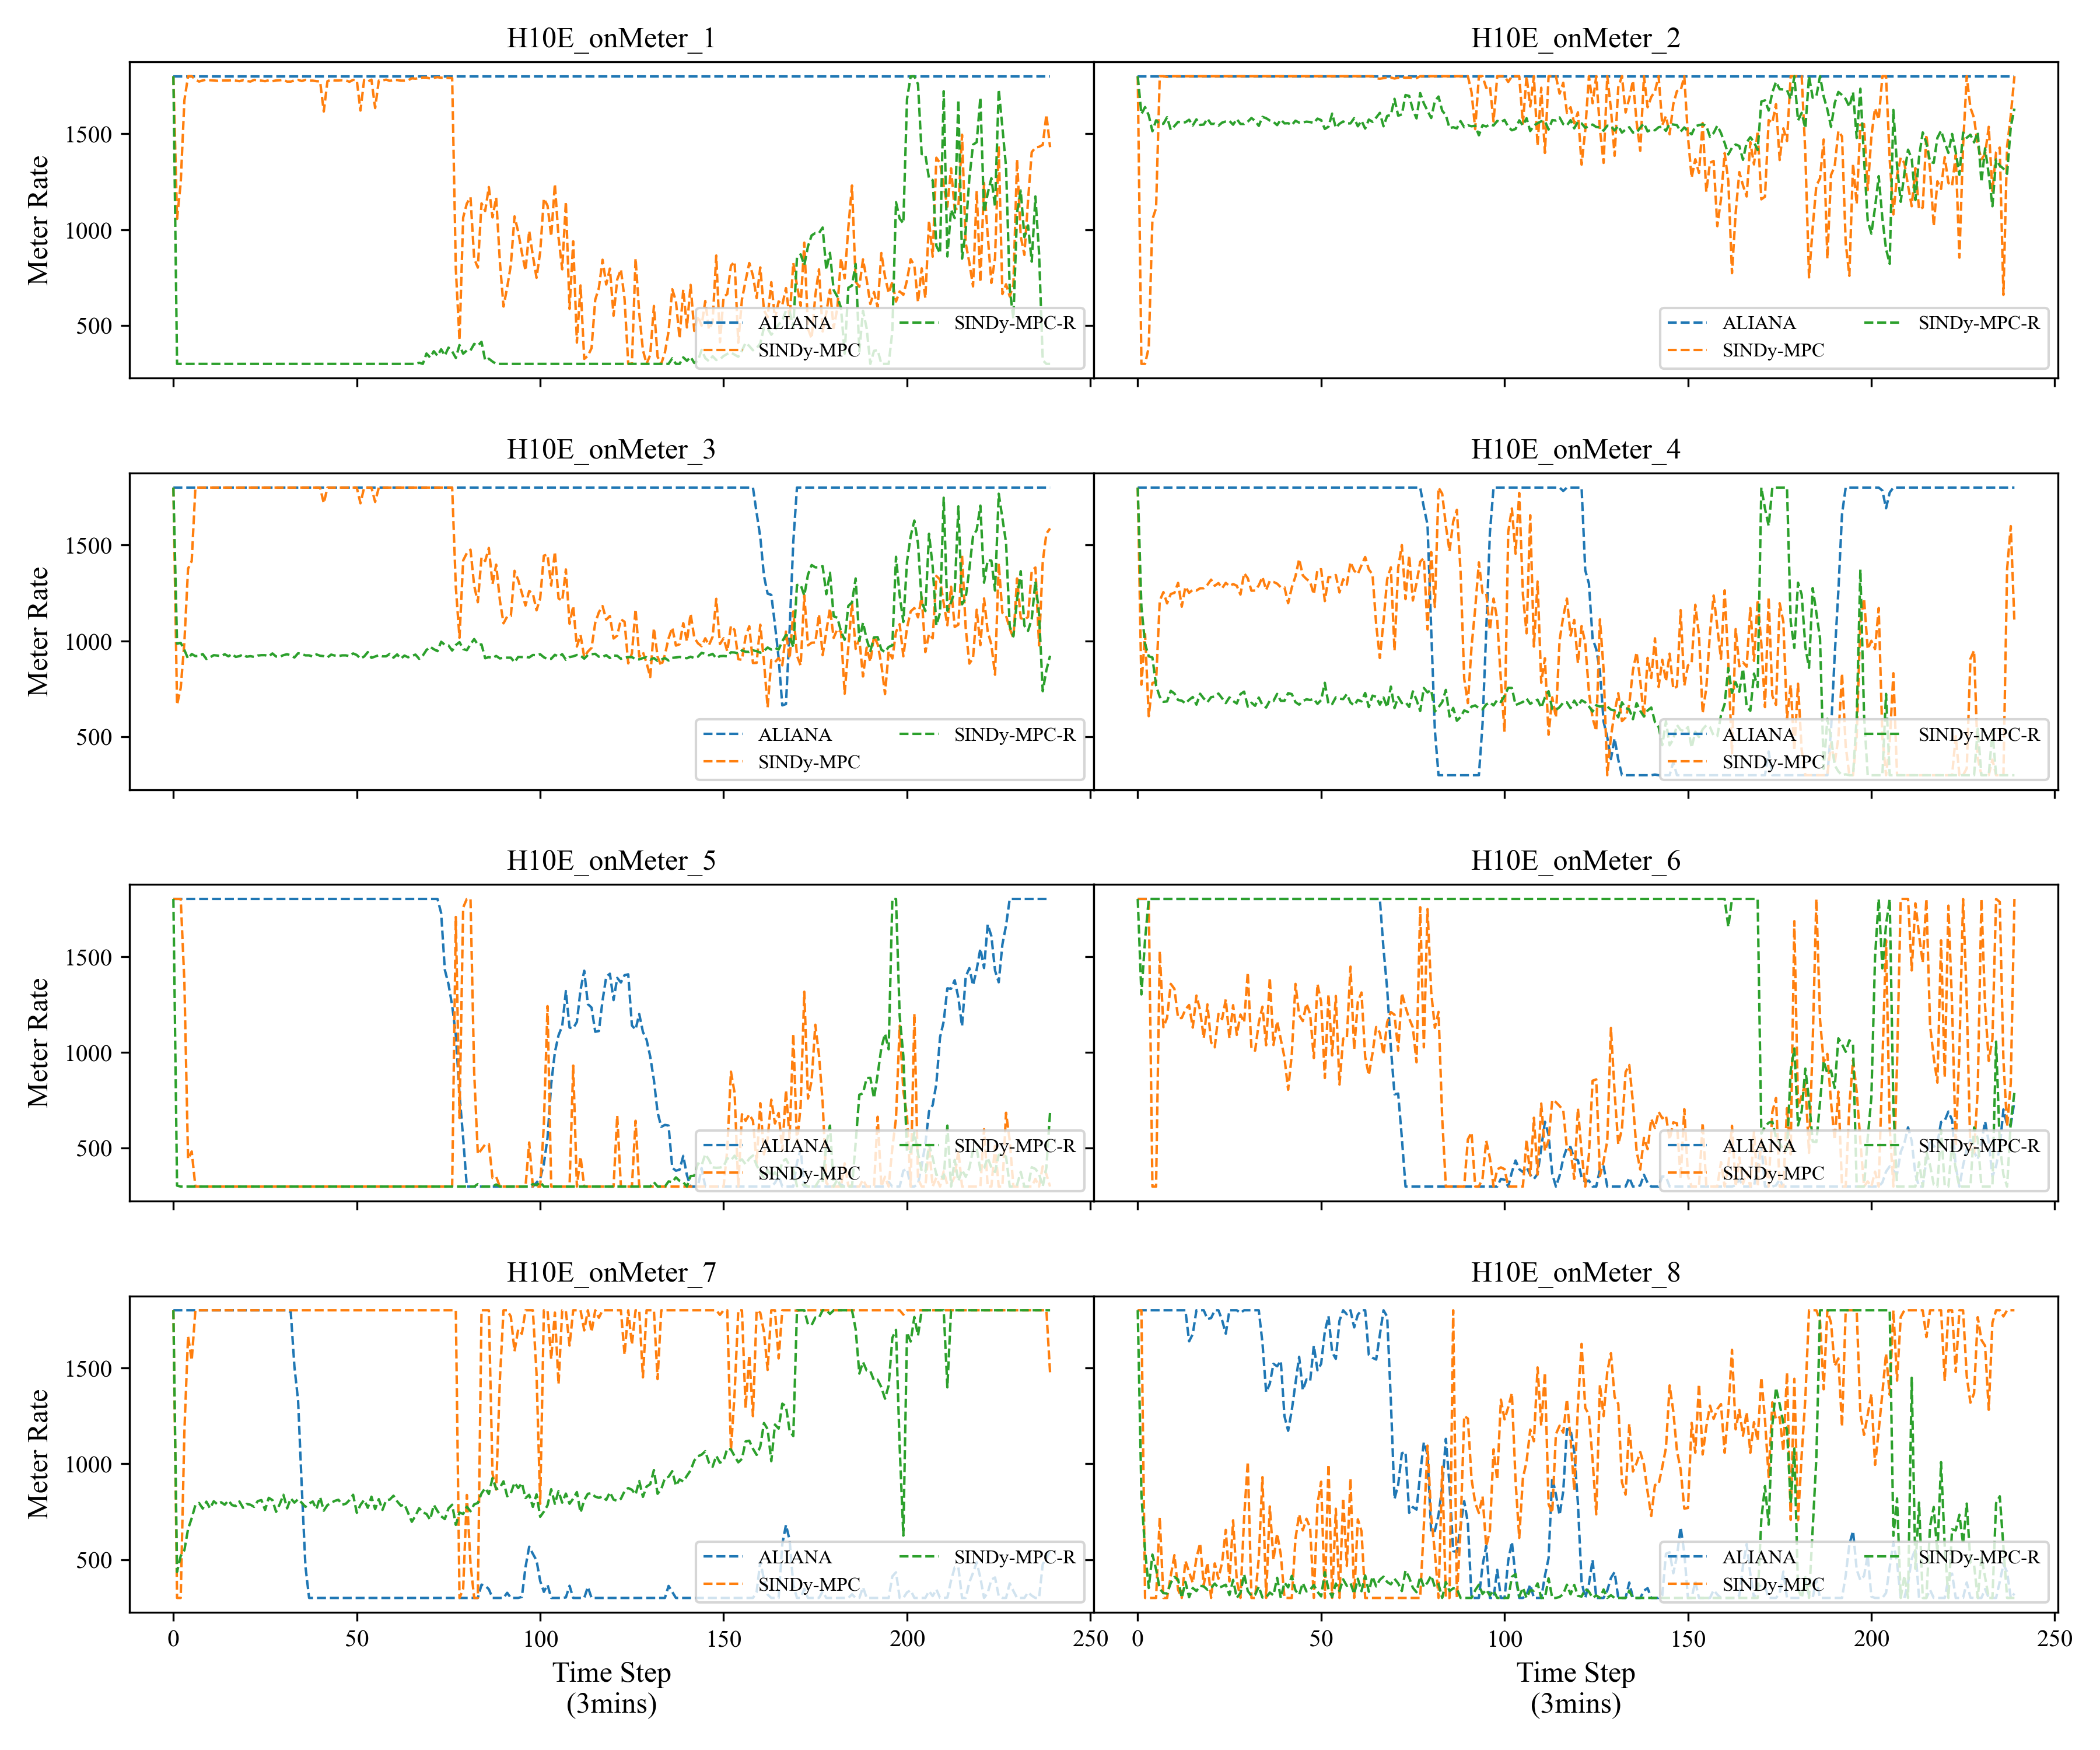 H10E_onMeter_1
H10E_onMeter_2
Meter Rate
1500
1000
500
ALIANA
SINDy-MPC
SINDy-MPC-R
ALIANA
SINDy-MPC
SINDy-MPC-R
H10E_onMeter_3
H10E_onMeter_4
Meter Rate
1500
1000
500
ALIANA
SINDy-MPC
SINDy-MPC-R
ALIANA
SINDy-MPC
SINDy-MPC-R
H10E_onMeter_5
H10E_onMeter_6
Meter Rate
1500
1000
500
ALIANA
SINDy-MPC
SINDy-MPC-R
ALIANA
SINDy-MPC
SINDy-MPC-R
H10E_onMeter_7
H10E_onMeter_8
Meter Rate
1500
1000
500
ALIANA
SINDy-MPC
SINDy-MPC-R
ALIANA
SINDy-MPC
SINDy-MPC-R
0 50 100 150 200 250
0 50 100 150 200 250
Time Step
(3mins)
Time Step
(3mins)